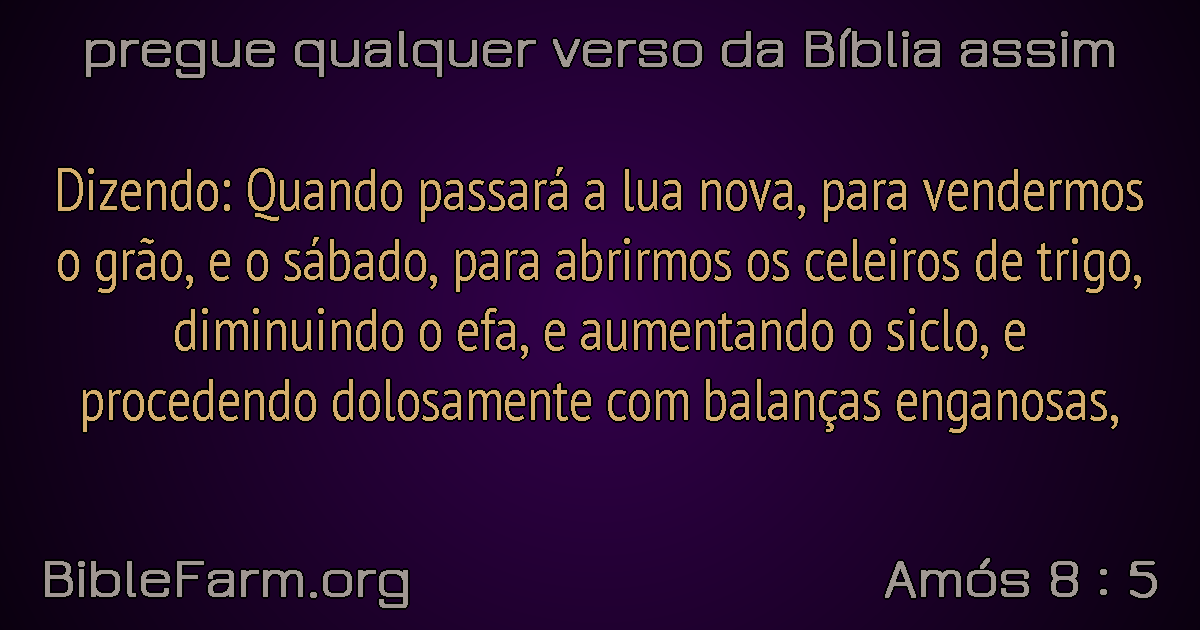 pregue qualquer verso da Bíblia assim
Dizendo: Quando passará a lua nova, para vendermos
o grão, e o sábado, para abrirmos os celeiros de trigo,
diminuindo o efa, e aumentando o siclo, e
procedendo dolosamente com balanças enganosas,
BibleFarm.org
Amós 8 : 5